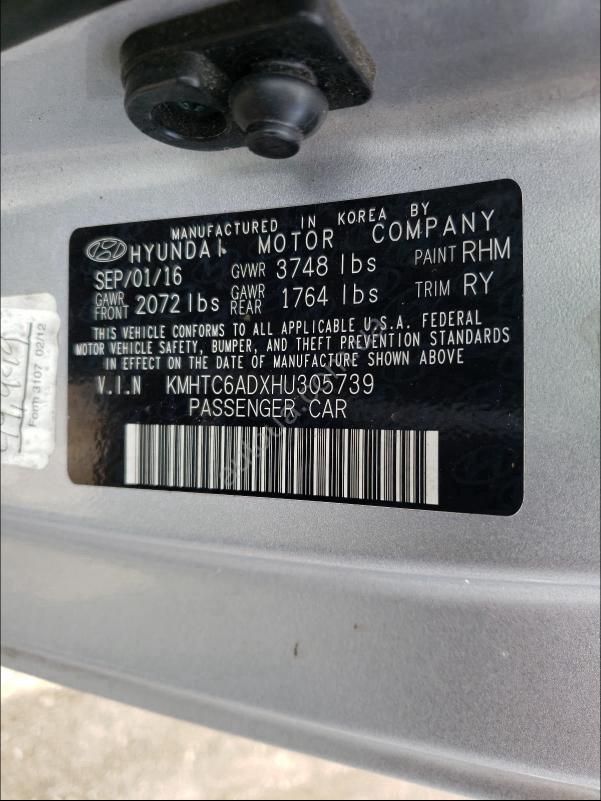 MANUFACTURED IN KOREA BY
HYUNDAI MOTOR COMPANY
SEP/01/16 GVWR 3748 lbs PAINT RHM
GAWR FRONT 2072 lbs GAWR REAR 1764 lbs TRIM RY
THIS VEHICLE CONFORMS TO ALL APPLICABLE U.S.A. FEDERAL
MOTOR VEHICLE SAFETY, BUMPER, AND THEFT PREVENTION STANDARDS
IN EFFECT ON THE DATE OF MANUFACTURE SHOWN ABOVE
V.I.N KMHTC6ADXHU305739
PASSENGER CAR
Form 3107 02/12